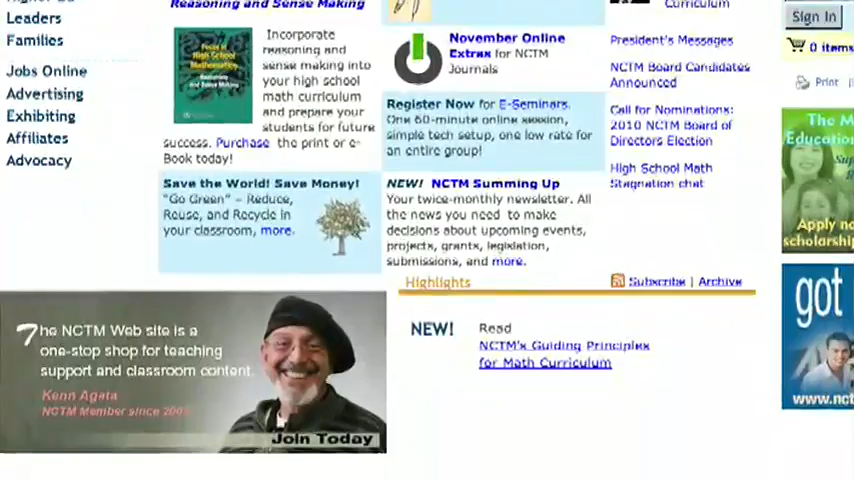 Leaders
Families
Jobs Online
Advertising
Exhibiting
Affiliates
Advocacy
Reasoning and Sense Making
Incorporate
reasoning and
sense making into
your high school
math curriculum
and prepare your
students for future
success. Purchase the print or e-
Book today!
Save the World! Save Money!
"Go Green" – Reduce,
Reuse, and Recycle in
your classroom, more.
November Online
Extras for NCTM
Journals
Register Now for E-Seminars.
One 60-minute online session,
simple tech setup, one low rate for
an entire group!
NEW! NCTM Summing Up
Your twice-monthly newsletter. All
the news you need to make
decisions about upcoming events,
projects, grants, legislation,
submissions, and more.
Curriculum
President's Messages
NCTM Board Candidates
Announced
Call for Nominations:
2010 NCTM Board of
Directors Election
High School Math
Stagnation chat
Sign In
0 items
Print
The M
Education
Apply no
scholarship
got
www.nct
Highlights
Subscribe | Archive
NEW! Read
NCTM's Guiding Principles
for Math Curriculum
The NCTM Web site is a
one-stop shop for teaching
support and classroom content.
Kenn Agata
NCTM Member since
Join Today